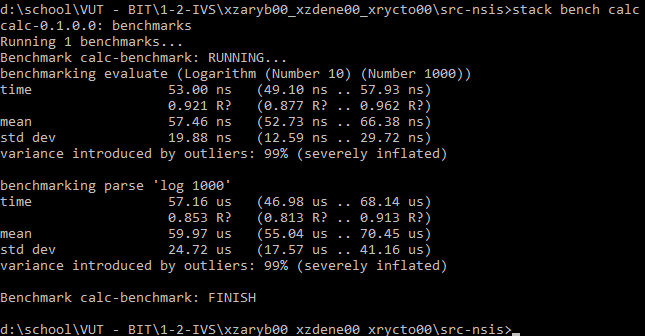 d:\school\VUT - BIT\1-2-IVS\xzaryb00_xzdene00_xrycto00\src-nsis>stack bench calc
calc-0.1.0.0: benchmarks
Running 1 benchmarks...
Benchmark calc-benchmark: RUNNING...
benchmarking evaluate (Logarithm (Number 10) (Number 1000))
time                 53.00 ns   (49.10 ns .. 57.93 ns)
                     0.921 R?   (0.877 R? .. 0.962 R?)
mean                 57.46 ns   (52.73 ns .. 66.38 ns)
std dev              19.88 ns   (12.59 ns .. 29.72 ns)
variance introduced by outliers: 99% (severely inflated)

benchmarking parse 'log 1000'
time                 57.16 us   (46.98 us .. 68.14 us)
                     0.853 R?   (0.813 R? .. 0.913 R?)
mean                 59.97 us   (55.04 us .. 70.45 us)
std dev              24.72 us   (17.57 us .. 41.16 us)
variance introduced by outliers: 99% (severely inflated)

Benchmark calc-benchmark: FINISH

d:\school\VUT - BIT\1-2-IVS\xzaryb00_xzdene00_xrycto00\src-nsis>_